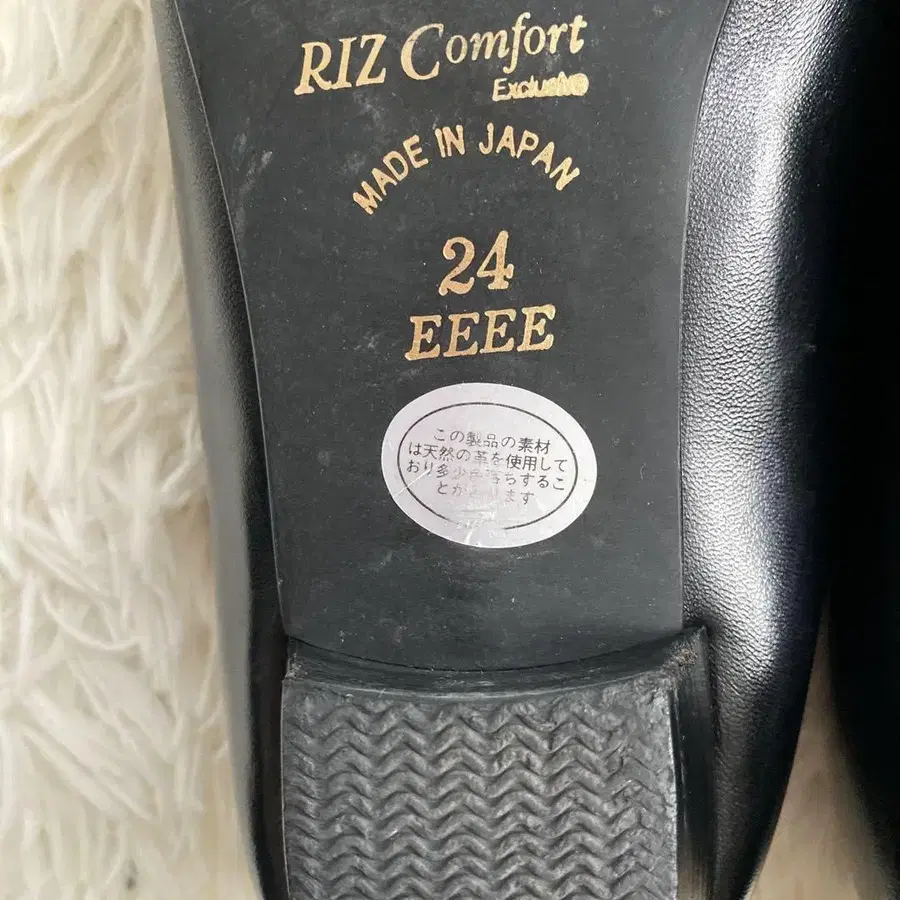 RIZ Comfort
Exclusive
MADE IN JAPAN
24
EEEE
この製品の素材
は天然の革を使用して
おり多少色落ちするこ
とがあります